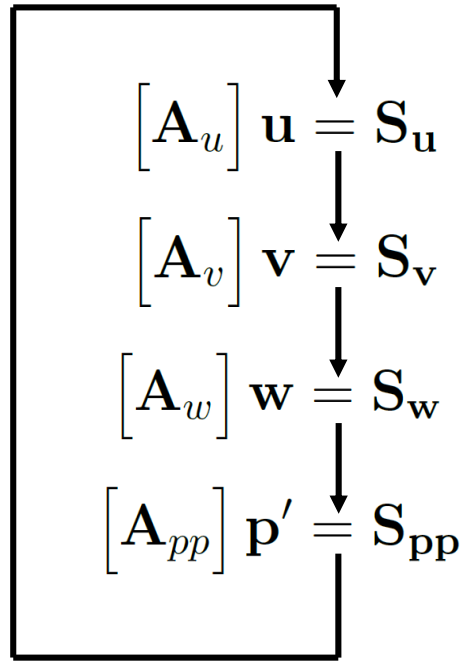 [A_u] u = S_u
[A_v] v = S_v
[A_w] w = S_w
[A_pp] p′ = S_pp